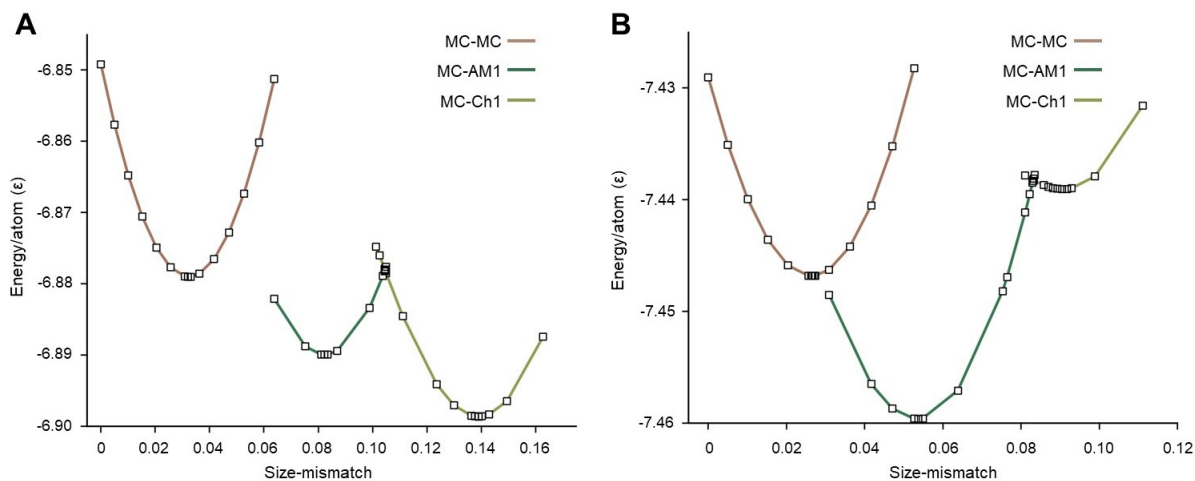 A
MC-MC
MC-AM1
MC-Ch1
Energy/atom (ε)
-6.85
-6.86
-6.87
-6.88
-6.89
-6.90
0 0.02 0.04 0.06 0.08 0.10 0.12 0.14 0.16
Size-mismatch
B
MC-MC
MC-AM1
MC-Ch1
Energy/atom (ε)
-7.43
-7.44
-7.45
-7.46
0 0.02 0.04 0.06 0.08 0.10 0.12
Size-mismatch